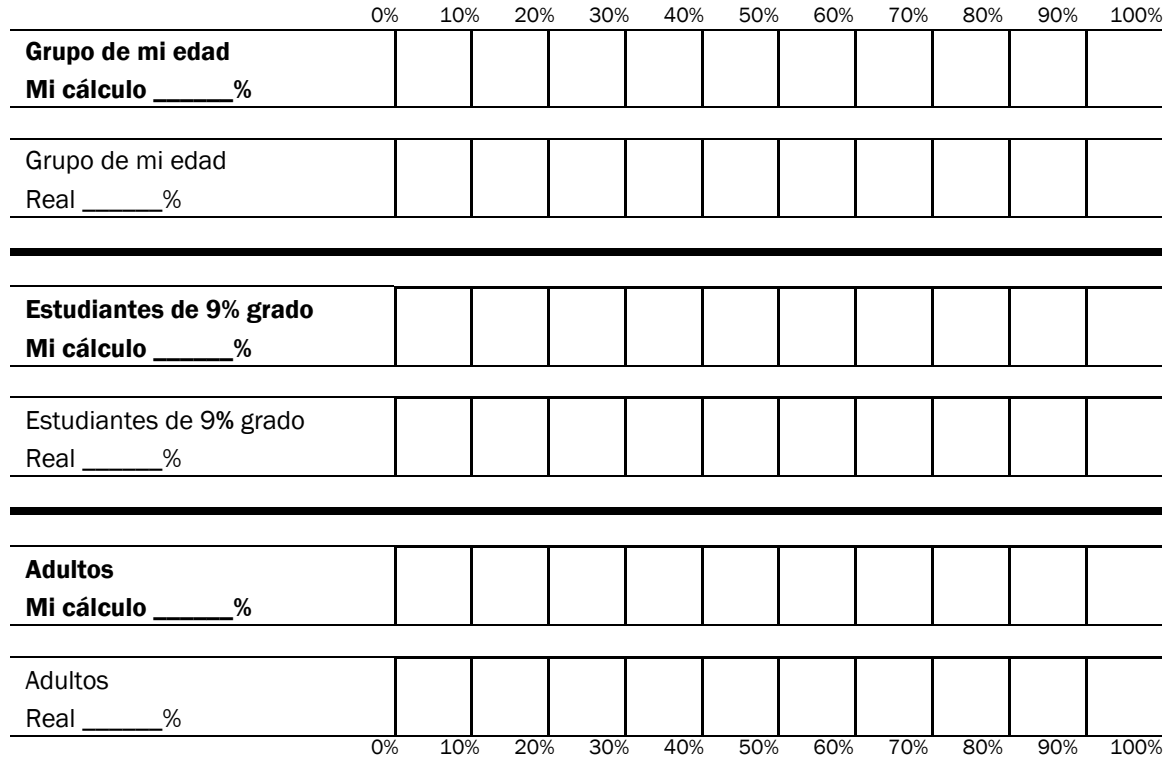 0% 10% 20% 30% 40% 50% 60% 70% 80% 90% 100%
Grupo de mi edad
Mi cálculo ______%
Grupo de mi edad
Real ______%
Estudiantes de 9% grado
Mi cálculo ______%
Estudiantes de 9% grado
Real ______%
Adultos
Mi cálculo ______%
Adultos
Real ______%
0% 10% 20% 30% 40% 50% 60% 70% 80% 90% 100%